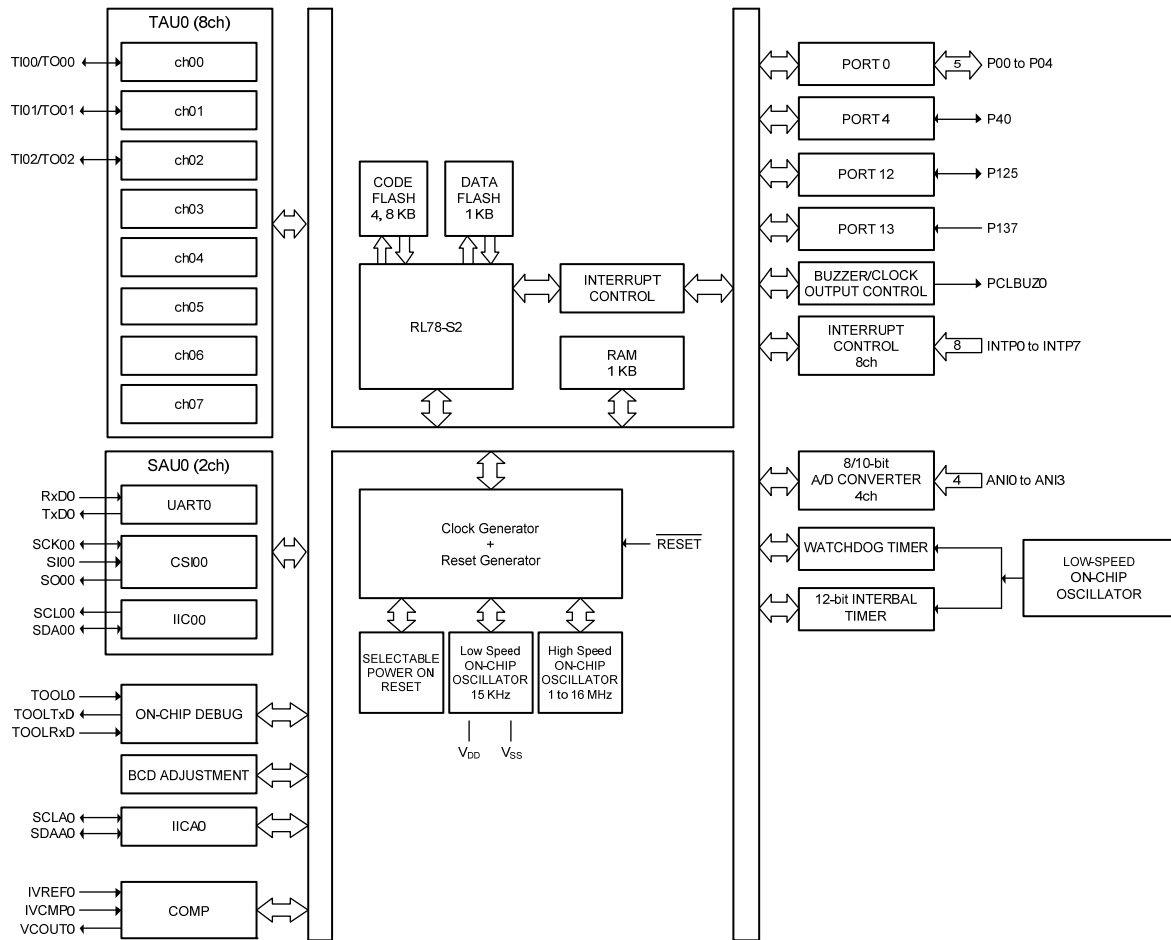 TAU0 (8ch)
TI00/TO00
ch00
TI01/TO01
ch01
TI02/TO02
ch02
ch03
ch04
ch05
ch06
ch07
SAU0 (2ch)
RxD0
TxD0
UART0
SCK00
SI00
SO00
CSI00
SCL00
SDA00
IIC00
TOOL0
TOOLTxD
TOOLRxD
ON-CHIP DEBUG
BCD ADJUSTMENT
SCLA0
SDAA0
IICA0
IVREF0
IVCMP0
VCOUT0
COMP
CODE
FLASH
4, 8 KB
DATA
FLASH
1 KB
RL78-S2
INTERRUPT
CONTROL
RAM
1 KB
Clock Generator
+
Reset Generator
RESET
SELECTABLE
POWER ON
RESET
Low Speed
ON-CHIP
OSCILLATOR
15 KHz
High Speed
ON-CHIP
OSCILLATOR
1 to 16 MHz
VDD
VSS
PORT 0
5
P00 to P04
PORT 4
P40
PORT 12
P125
PORT 13
P137
BUZZER/CLOCK
OUTPUT CONTROL
PCLBUZ0
INTERRUPT
CONTROL
8ch
8
INTP0 to INTP7
8/10-bit
A/D CONVERTER
4ch
4
ANI0 to ANI3
WATCHDOG TIMER
12-bit INTERBAL
TIMER
LOW-SPEED
ON-CHIP
OSCILLATOR